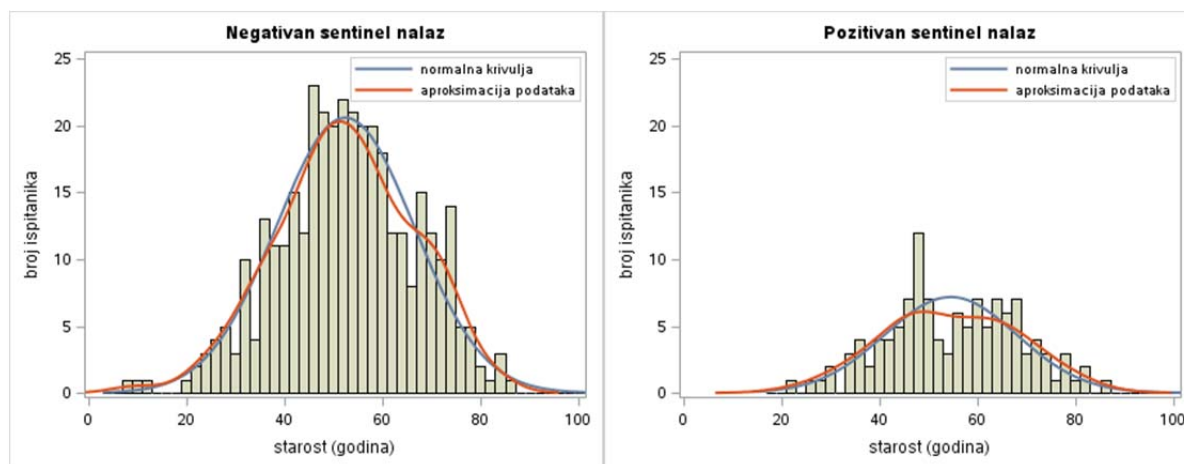 Negativan sentinel nalaz
normalna krivulja
aproksimacija podataka
25
20
15
10
5
0
broj ispitanika
0 20 40 60 80 100
starost (godina)
Pozitivan sentinel nalaz
normalna krivulja
aproksimacija podataka
25
20
15
10
5
0
broj ispitanika
0 20 40 60 80 100
starost (godina)